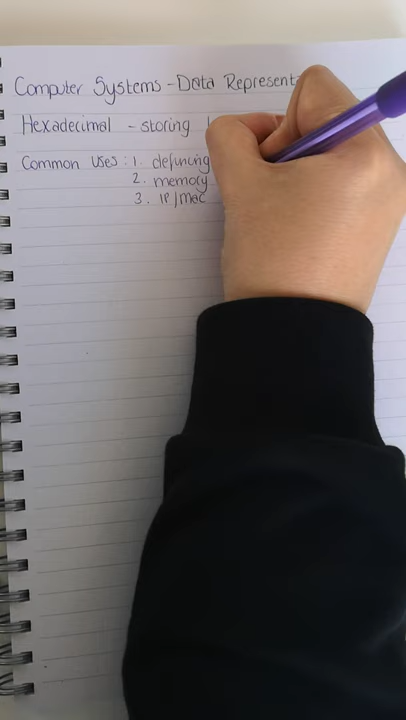 Computer Systems - Data Represent
Hexadecimal - storing
Common Uses: 1. defining
2. memory
3. IP/mac